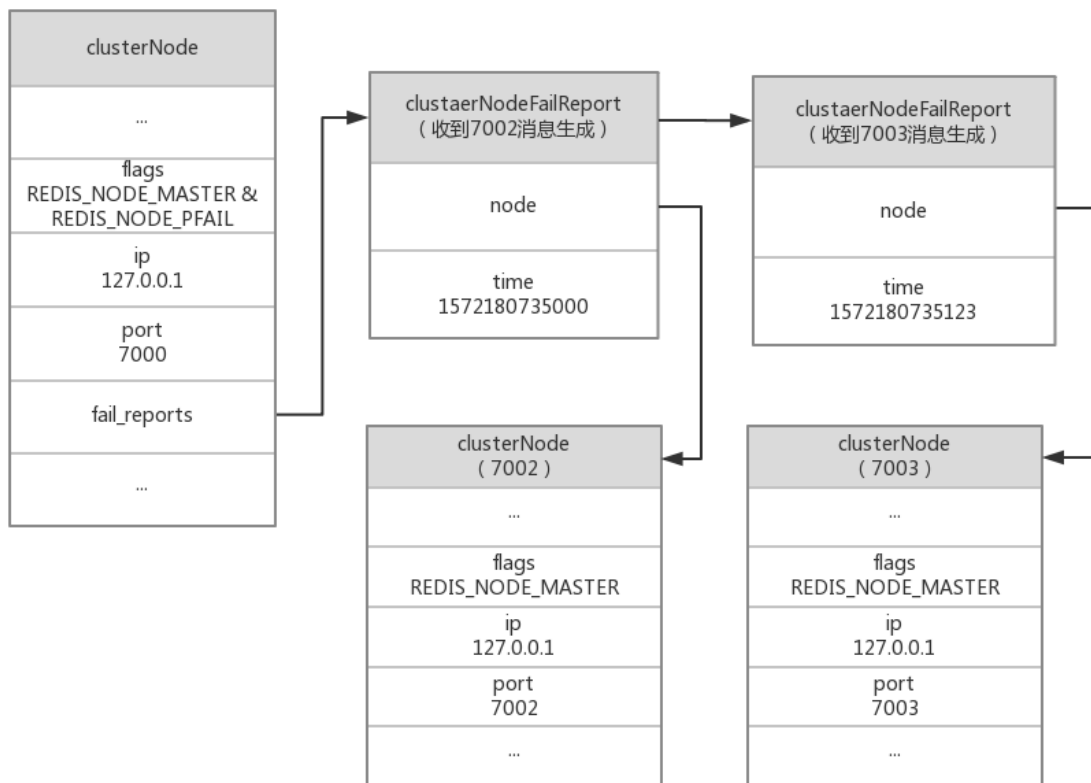 clusterNode
...
flags
REDIS_NODE_MASTER &
REDIS_NODE_PFAIL
ip
127.0.0.1
port
7000
fail_reports
...
clustaerNodeFailReport
（收到7002消息生成）
node
time
1572180735000
clustaerNodeFailReport
（收到7003消息生成）
node
time
1572180735123
clusterNode
（7002）
...
flags
REDIS_NODE_MASTER
ip
127.0.0.1
port
7002
...
clusterNode
（7003）
...
flags
REDIS_NODE_MASTER
ip
127.0.0.1
port
7003
...